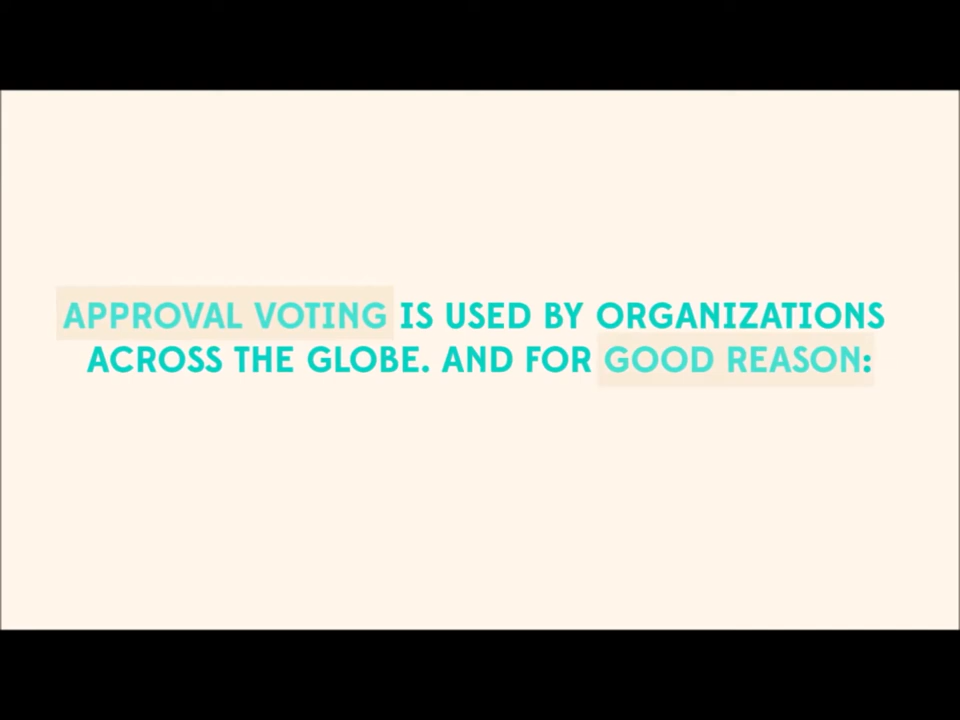 APPROVAL VOTING IS USED BY ORGANIZATIONS
ACROSS THE GLOBE. AND FOR GOOD REASON: